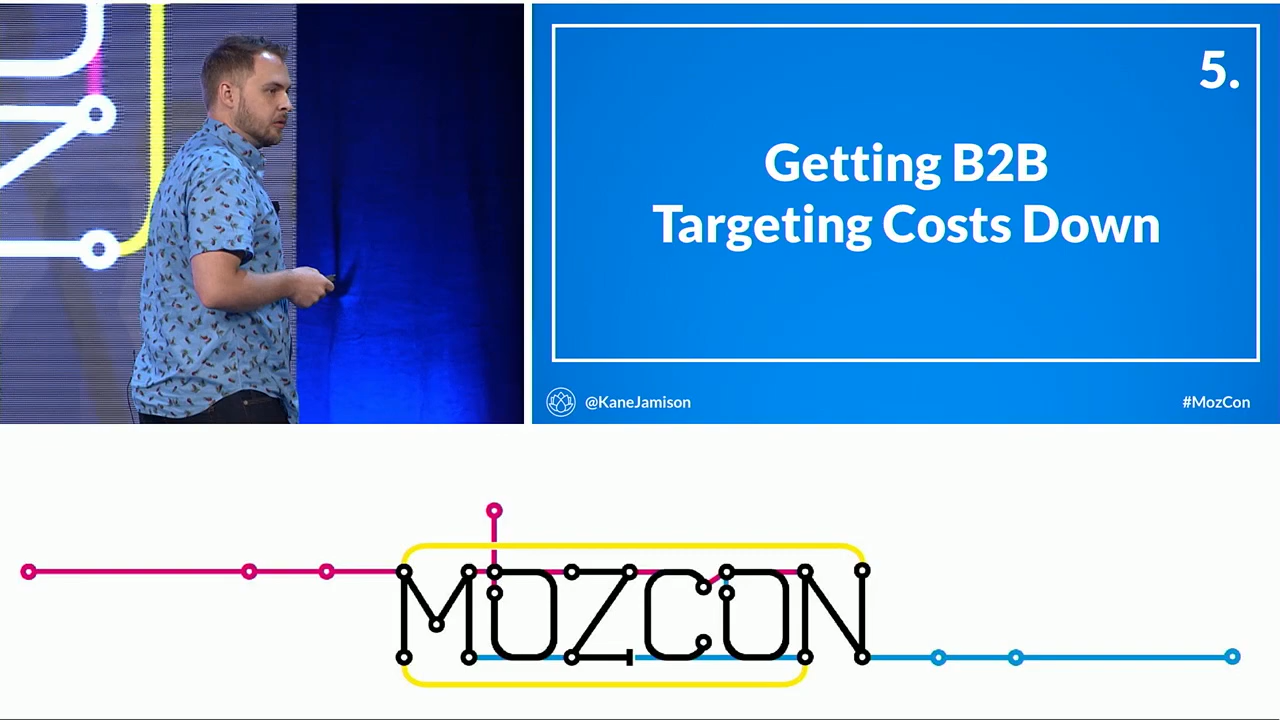 5.
Getting B2B
Targeting Costs Down
@KaneJamison
#MozCon
MOZCON